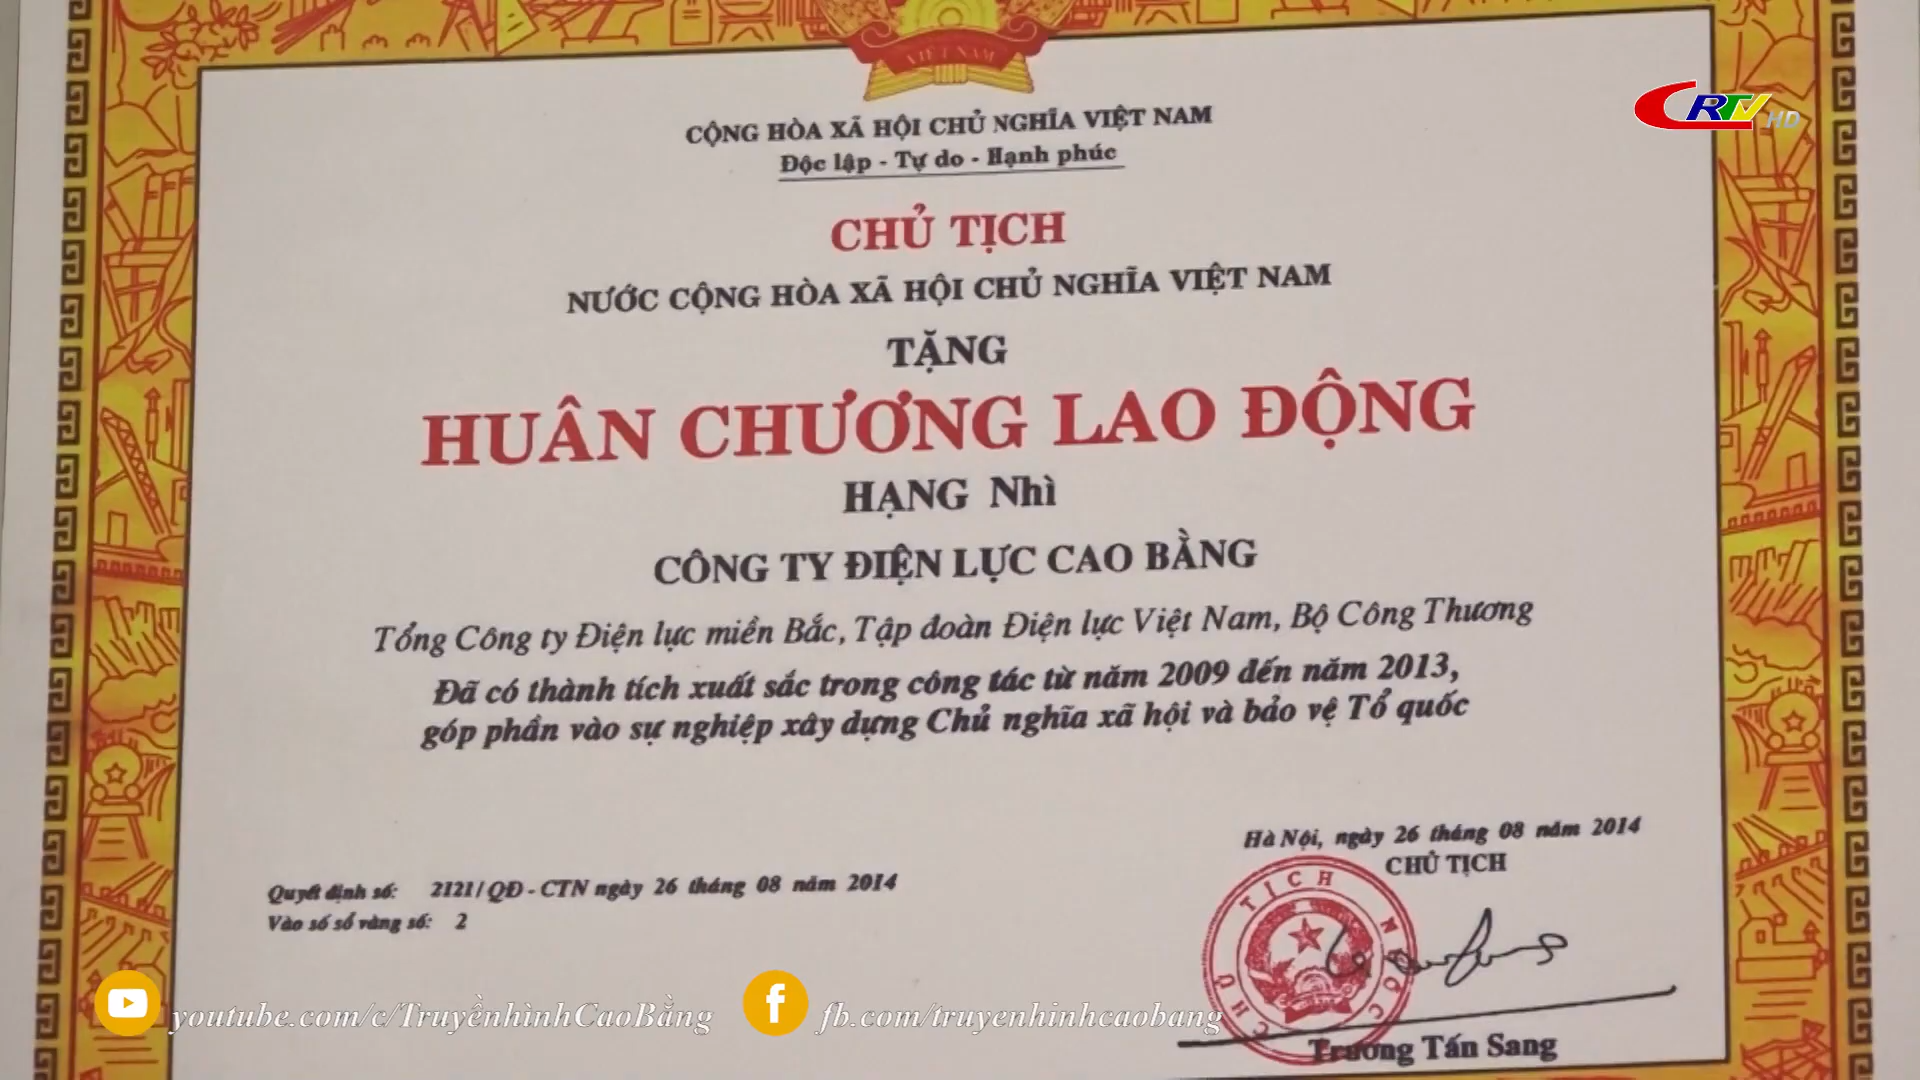 VIỆT NAM
CRTV HD
CỘNG HÒA XÃ HỘI CHỦ NGHĨA VIỆT NAM
Độc lập - Tự do - Hạnh phúc
CHỦ TỊCH
NƯỚC CỘNG HÒA XÃ HỘI CHỦ NGHĨA VIỆT NAM
TẶNG
HUÂN CHƯƠNG LAO ĐỘNG
HẠNG Nhì
CÔNG TY ĐIỆN LỰC CAO BẰNG
Tổng Công ty Điện lực miền Bắc, Tập đoàn Điện lực Việt Nam, Bộ Công Thương
Đã có thành tích xuất sắc trong công tác từ năm 2009 đến năm 2013,
góp phần vào sự nghiệp xây dựng Chủ nghĩa xã hội và bảo vệ Tổ quốc
Hà Nội, ngày 26 tháng 08 năm 2014
CHỦ TỊCH
Quyết định số: 2121/QĐ - CTN ngày 26 tháng 08 năm 2014
Vào số sổ vàng số: 2
CHỦ TỊCH NƯỚC
Trương Tấn Sang
youtube.com/c/TruyềnhìnhCaoBằng
fb.com/truyenhinhcaobang